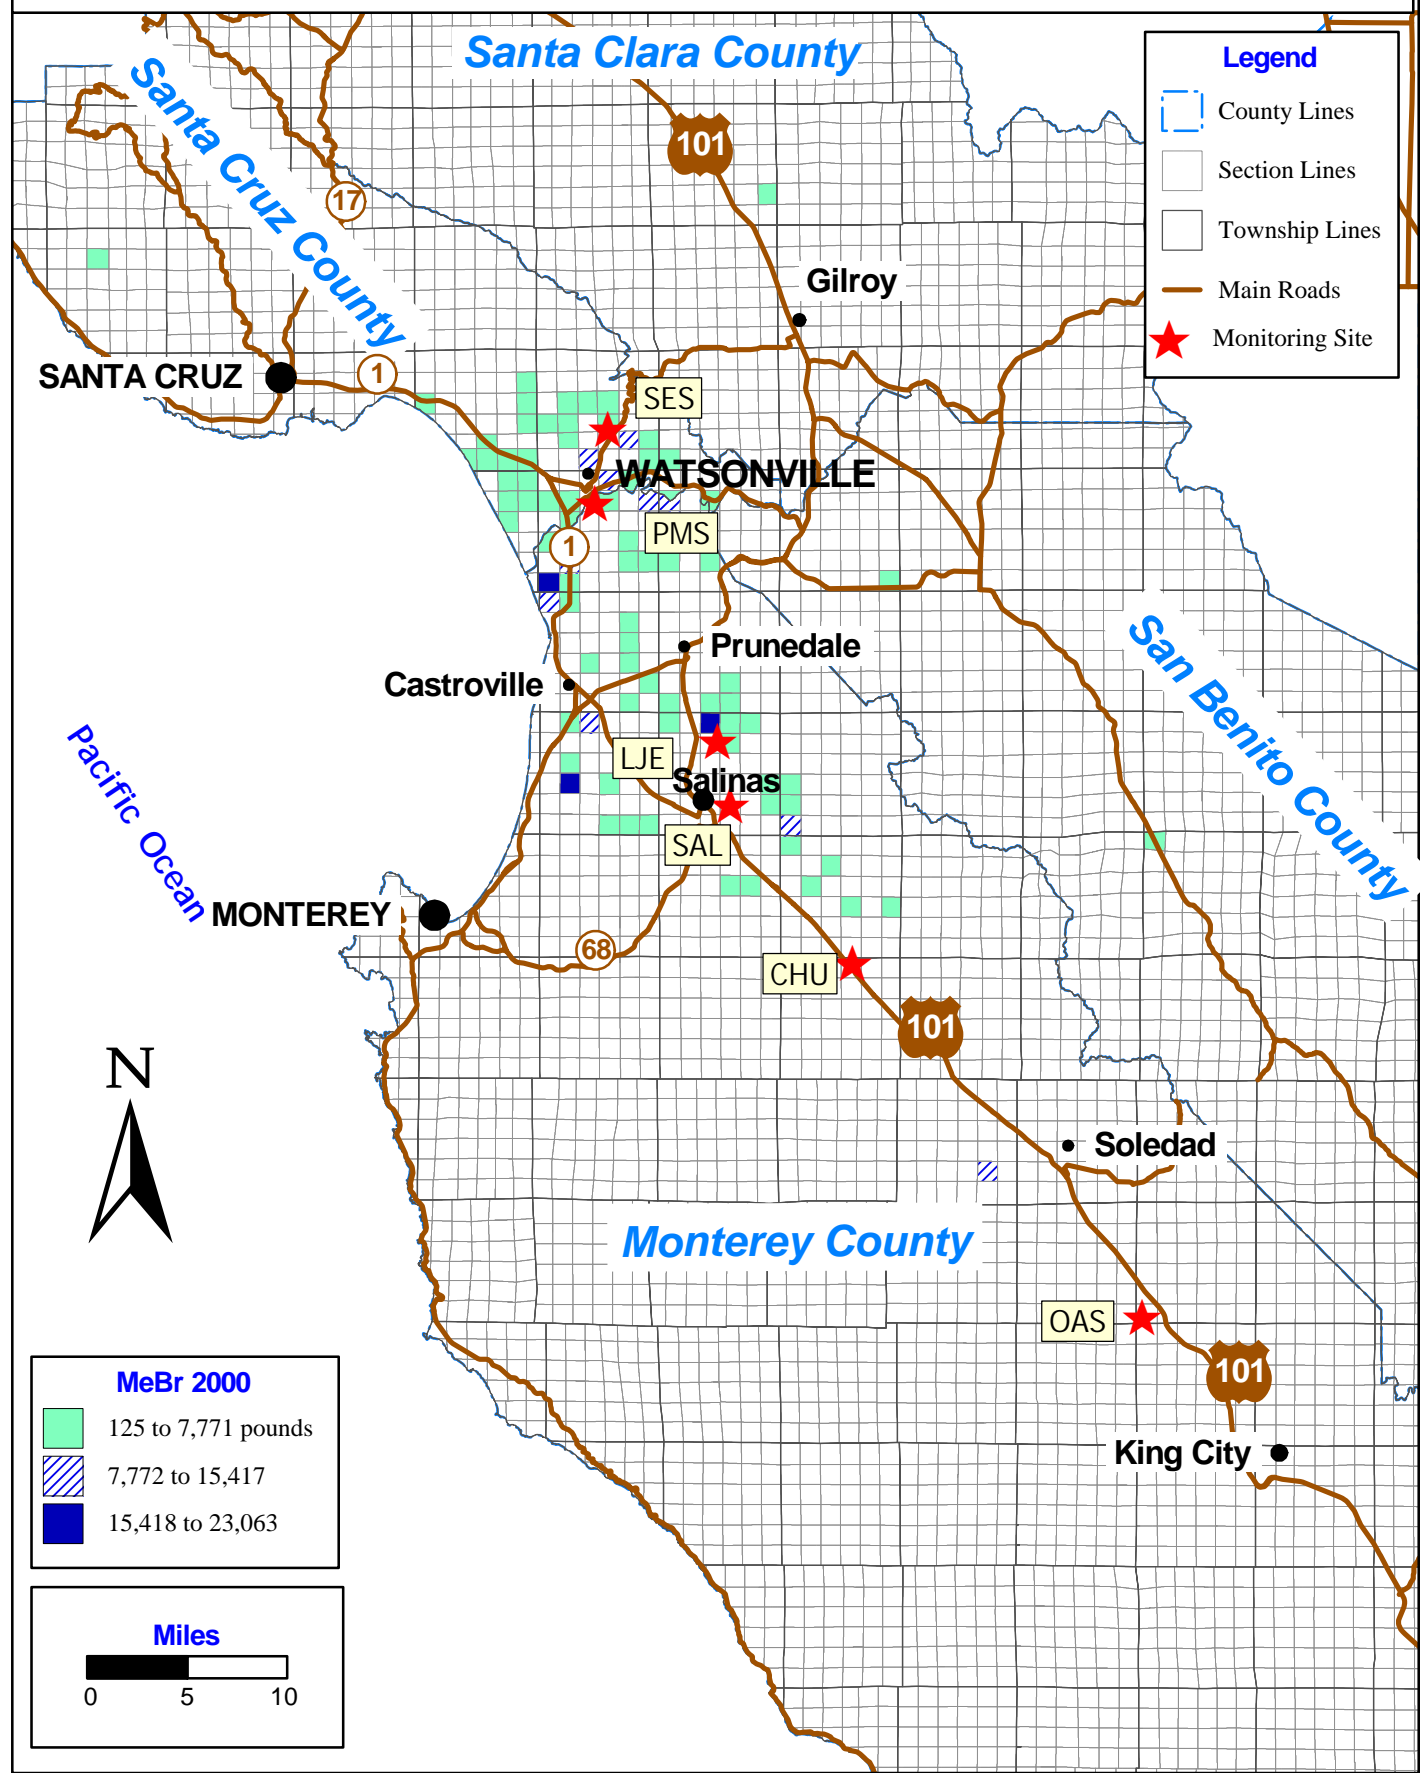 Santa Clara County
Legend
County Lines
Section Lines
Township Lines
Main Roads
Monitoring Site
Santa Cruz County
101
17
Gilroy
SANTA CRUZ
1
SES
WATSONVILLE
PMS
1
Prunedale
Castroville
San Benito County
Pacific Ocean
LJE
Salinas
SAL
MONTEREY
68
CHU
101
N
Soledad
Monterey County
OAS
101
King City
MeBr 2000
125 to 7,771 pounds
7,772 to 15,417
15,418 to 23,063
Miles
0 5 10